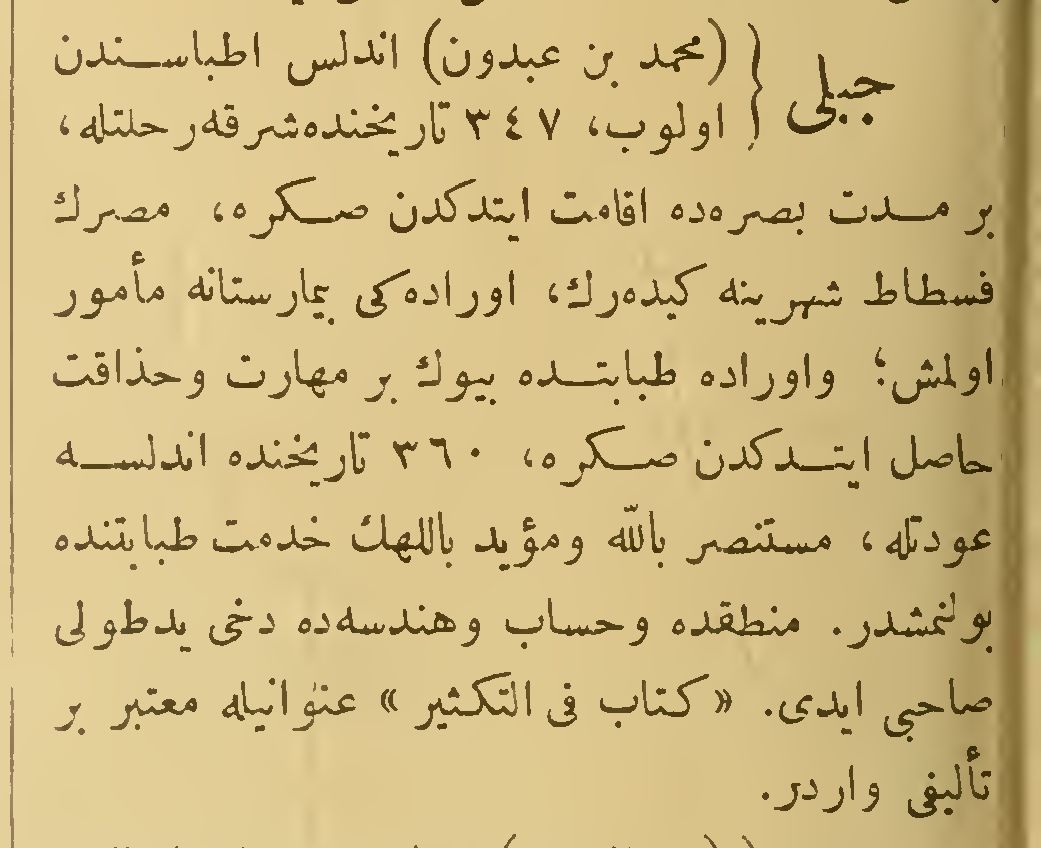 جبلی { (محمد بن عبدون) اندلس اطباسندن
اولوب، ٣٤٧ تاریخنده شرقه رحلتله،
بر مدت بصره‌ده اقامت ایتدکدن صکره، مصرك
فسطاط شهرینه کیده‌رك، اوراده‌کی بیمارستانه مأمور
اولمش؛ واوراده طبابتده بیوك بر مهارت وحذاقت
حاصل ایتدکدن صکره، ٣٦٠ تاریخنده اندلسه
عودتله، مستنصر بالله ومؤید باللهك خدمت طبابتنده
بولنمشدر. منطقده وحساب وهندسه‌ده دخی یدطولی
صاحبی ایدی. «کتاب فی التکثیر» عنوانیله معتبر بر
تألیفی واردر.